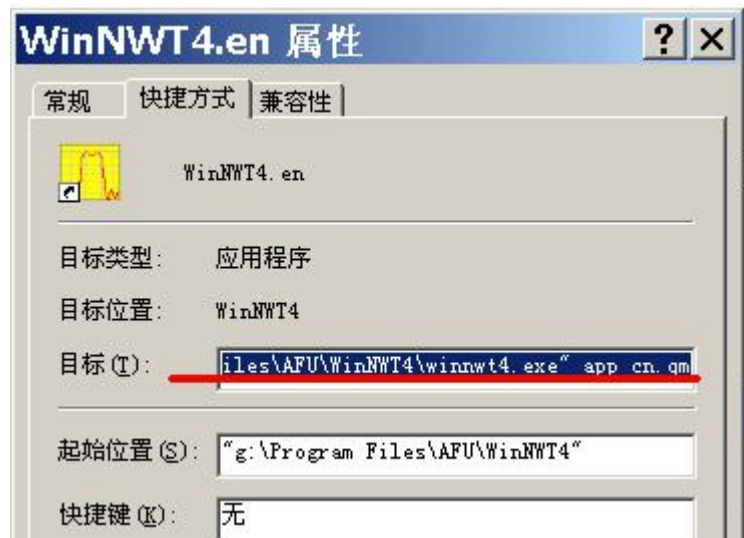 WinNWT4.en 属性
? ×
常规 快捷方式 兼容性
WinNWT4.en
目标类型: 应用程序
目标位置: WinNWT4
目标(T): iles\AFU\WinNWT4\winnwt4.exe" app_cn.qm
起始位置(S): "g:\Program Files\AFU\WinNWT4"
快捷键(K): 无